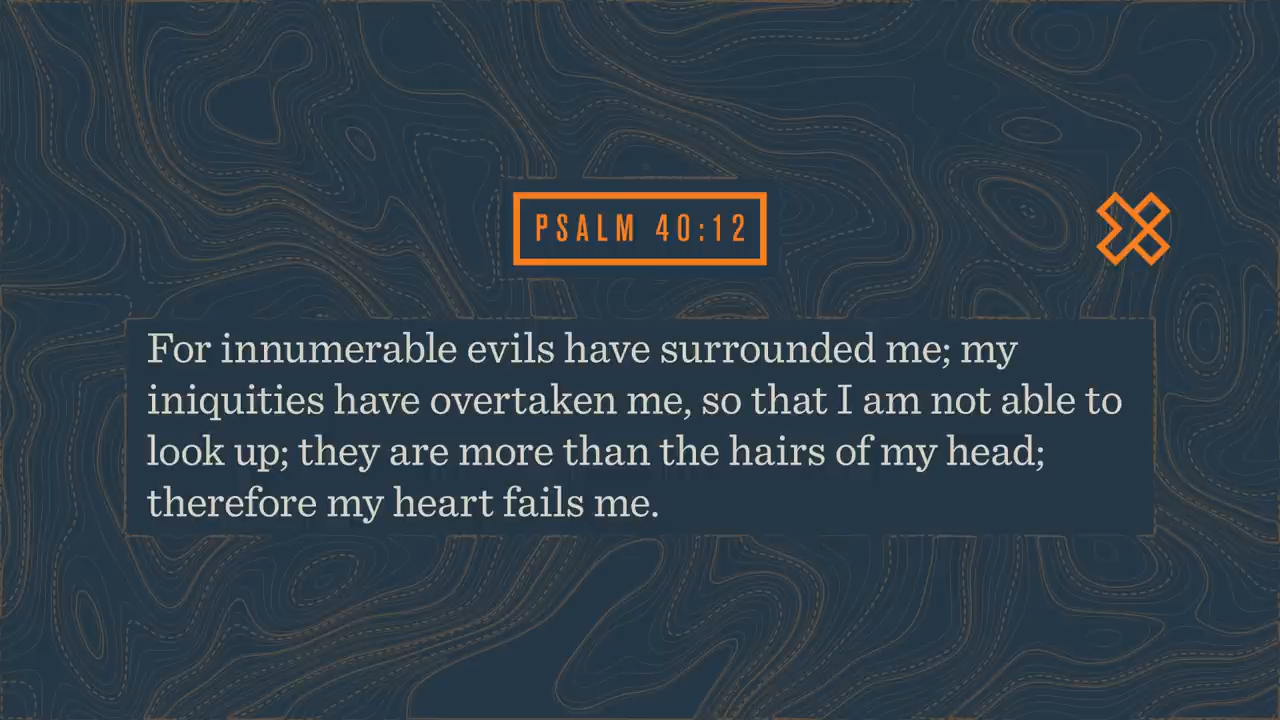 PSALM 40:12
For innumerable evils have surrounded me; my
iniquities have overtaken me, so that I am not able to
look up; they are more than the hairs of my head;
therefore my heart fails me.